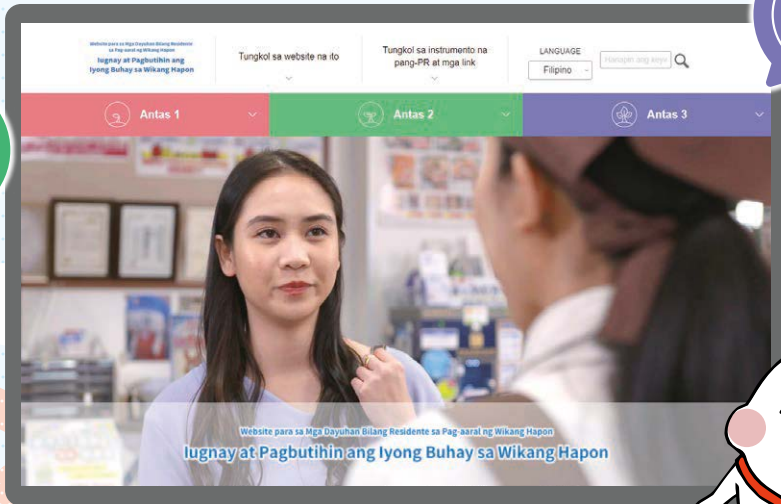 Website para sa Mga Dayuhan Bilang Residente
sa Pag-aaral ng Wikang Hapon
Iugnay at Pagbutihin ang
Iyong Buhay sa Wikang Hapon
Tungkol sa website na ito
Tungkol sa instrumento na
pang-PR at mga link
LANGUAGE
Filipino
Hanapin ang keyw
Antas 1
Antas 2
Antas 3
Website para sa Mga Dayuhan Bilang Residente sa Pag-aaral ng Wikang Hapon
Iugnay at Pagbutihin ang Iyong Buhay sa Wikang Hapon